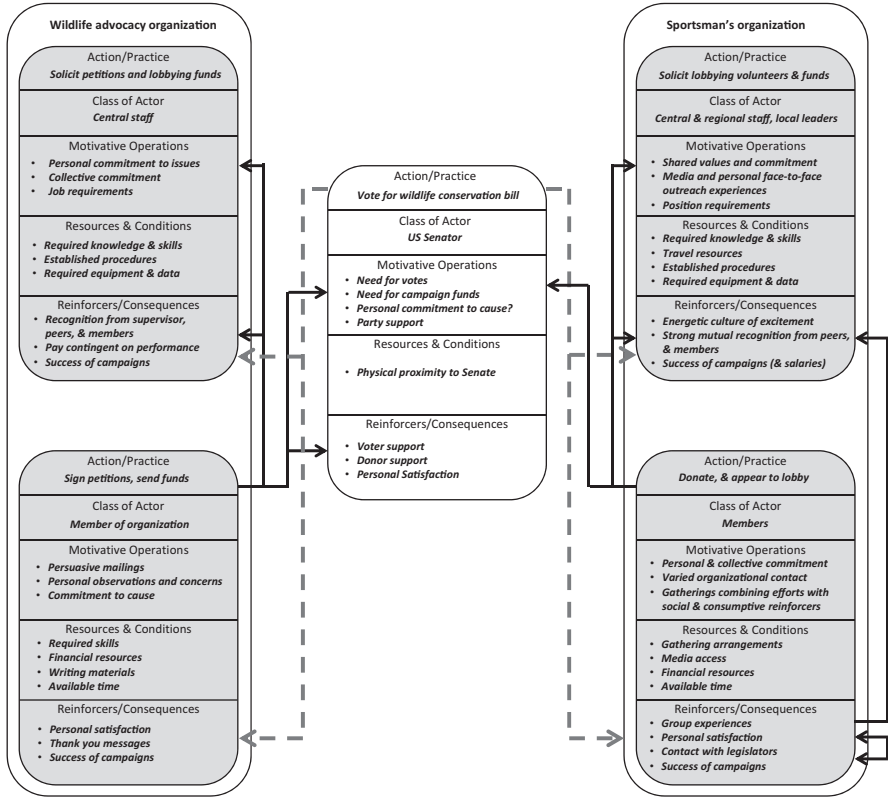 Wildlife advocacy organization
Action/Practice
Solicit petitions and lobbying funds
Class of Actor
Central staff
Motivative Operations
• Personal commitment to issues
• Collective commitment
• Job requirements
Resources & Conditions
• Required knowledge & skills
• Established procedures
• Required equipment & data
Reinforcers/Consequences
• Recognition from supervisor,
peers, & members
• Pay contingent on performance
• Success of campaigns
Action/Practice
Sign petitions, send funds
Class of Actor
Member of organization
Motivative Operations
• Persuasive mailings
• Personal observations and concerns
• Commitment to cause
Resources & Conditions
• Required skills
• Financial resources
• Writing materials
• Available time
Reinforcers/Consequences
• Personal satisfaction
• Thank you messages
• Success of campaigns
Action/Practice
Vote for wildlife conservation bill
Class of Actor
US Senator
Motivative Operations
• Need for votes
• Need for campaign funds
• Personal commitment to cause?
• Party support
Resources & Conditions
• Physical proximity to Senate
Reinforcers/Consequences
• Voter support
• Donor support
• Personal Satisfaction
Sportsman's organization
Action/Practice
Solicit lobbying volunteers & funds
Class of Actor
Central & regional staff, local leaders
Motivative Operations
• Shared values and commitment
• Media and personal face-to-face
outreach experiences
• Position requirements
Resources & Conditions
• Required knowledge & skills
• Travel resources
• Established procedures
• Required equipment & data
Reinforcers/Consequences
• Energetic culture of excitement
• Strong mutual recognition from peers,
& members
• Success of campaigns (& salaries)
Action/Practice
Donate, & appear to lobby
Class of Actor
Members
Motivative Operations
• Personal & collective commitment
• Varied organizational contact
• Gatherings combining efforts with
social & consumptive reinforcers
Resources & Conditions
• Gathering arrangements
• Media access
• Financial resources
• Available time
Reinforcers/Consequences
• Group experiences
• Personal satisfaction
• Contact with legislators
• Success of campaigns